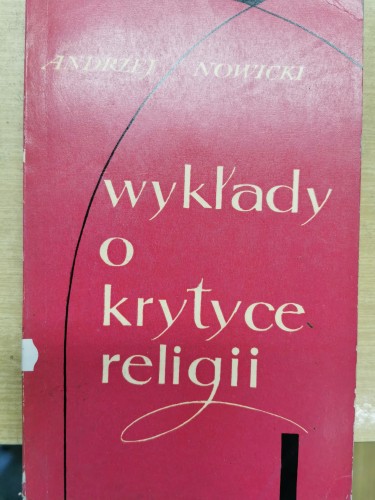 ANDRZEJ NOWICKI
wykłady
o
krytyce
religii